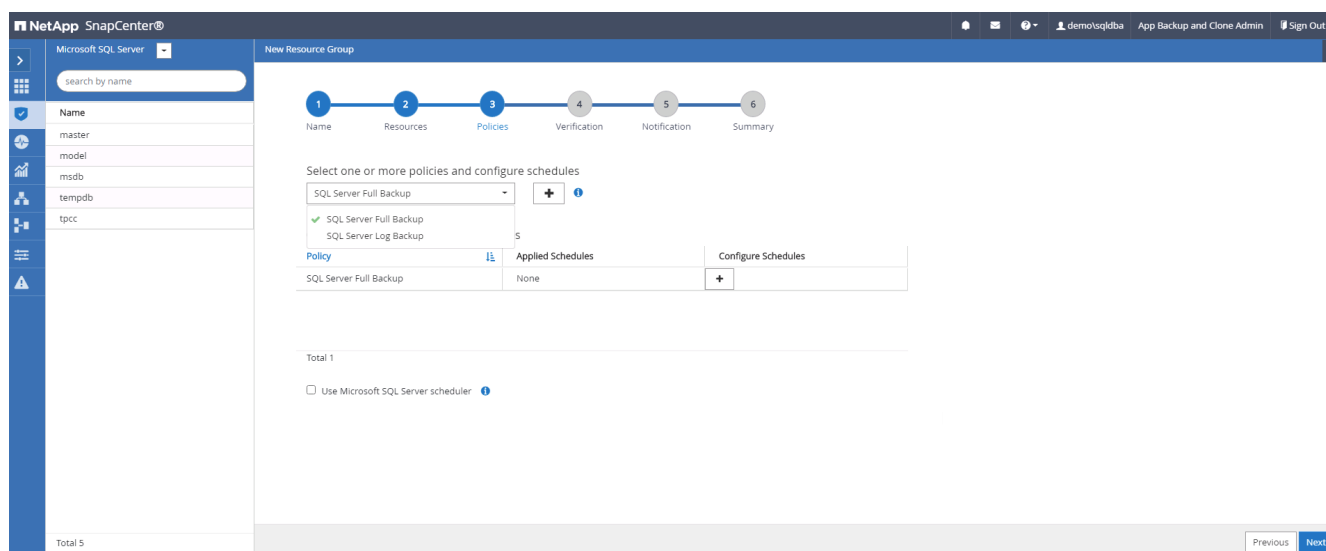 NetApp SnapCenter®
demo\sqldba App Backup and Clone Admin Sign Out
Microsoft SQL Server
New Resource Group
search by name
Name
master
model
msdb
tempdb
tpcc
Total 5
1 2 3 4 5 6
Name Resources Policies Verification Notification Summary
Select one or more policies and configure schedules
SQL Server Full Backup
SQL Server Full Backup
SQL Server Log Backup
s
Policy Applied Schedules Configure Schedules
SQL Server Full Backup None
Total 1
Use Microsoft SQL Server scheduler
Previous Next